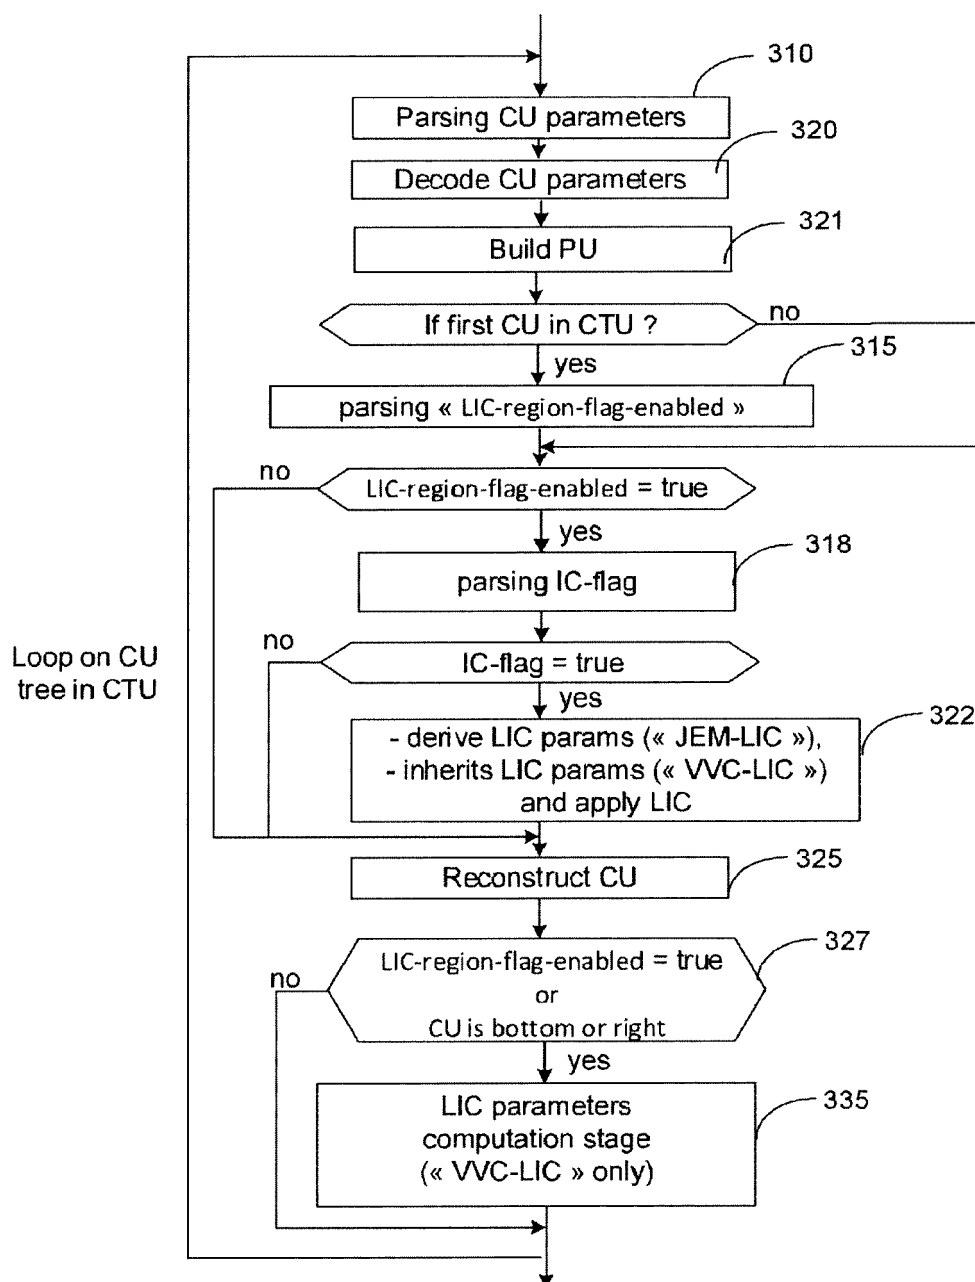 310
Parsing CU parameters
320
Decode CU parameters
321
Build PU
If first CU in CTU ?
no
315
yes
parsing « LIC-region-flag-enabled »
no
LIC-region-flag-enabled = true
yes
318
parsing IC-flag
no
IC-flag = true
Loop on CU
tree in CTU
yes
322
- derive LIC params (« JEM-LIC »),
- inherits LIC params (« VVC-LIC »)
and apply LIC
325
Reconstruct CU
327
LIC-region-flag-enabled = true
no
or
CU is bottom or right
yes
335
LIC parameters
computation stage
(« VVC-LIC » only)